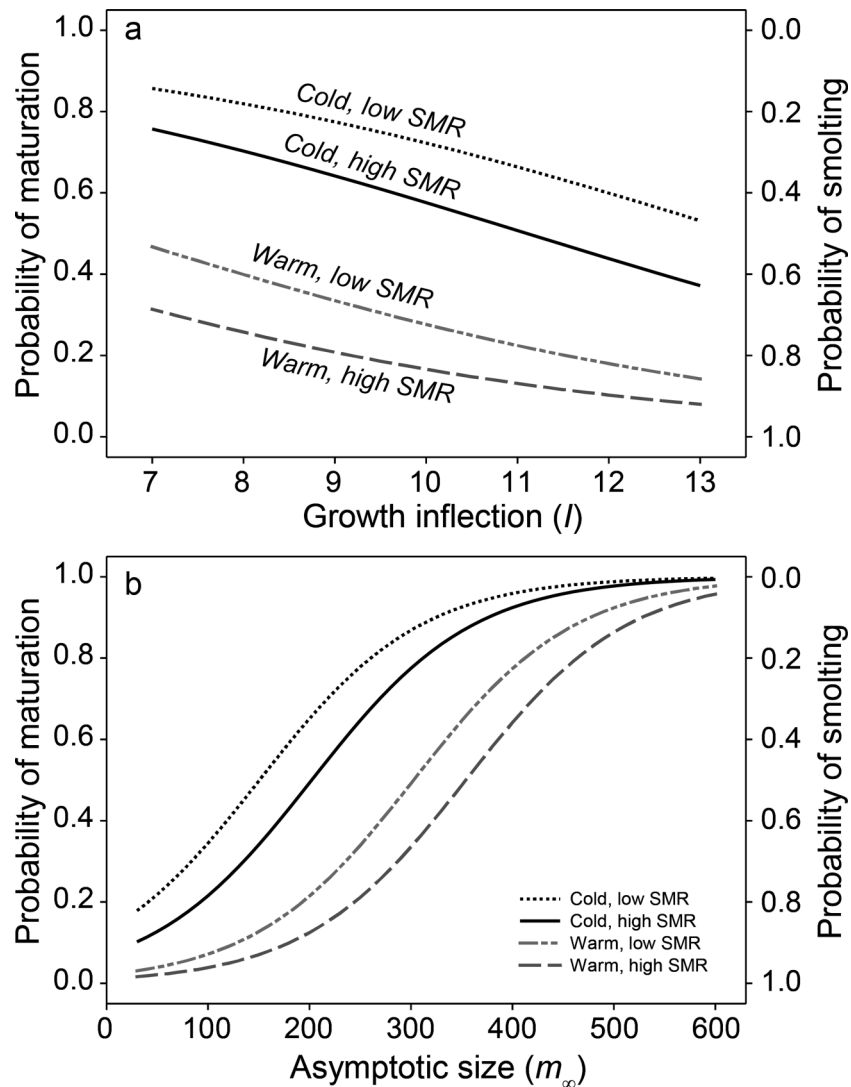 a
Probability of maturation
1.0
0.8
0.6
0.4
0.2
0.0
Cold, low SMR
Cold, high SMR
Warm, low SMR
Warm, high SMR
0.0
0.2
0.4
0.6
0.8
1.0
Probability of smolting
7 8 9 10 11 12 13
Growth inflection (I)
b
Probability of maturation
1.0
0.8
0.6
0.4
0.2
0.0
0.0
0.2
0.4
0.6
0.8
1.0
Probability of smolting
Cold, low SMR
Cold, high SMR
Warm, low SMR
Warm, high SMR
0 100 200 300 400 500 600
Asymptotic size (m∞)